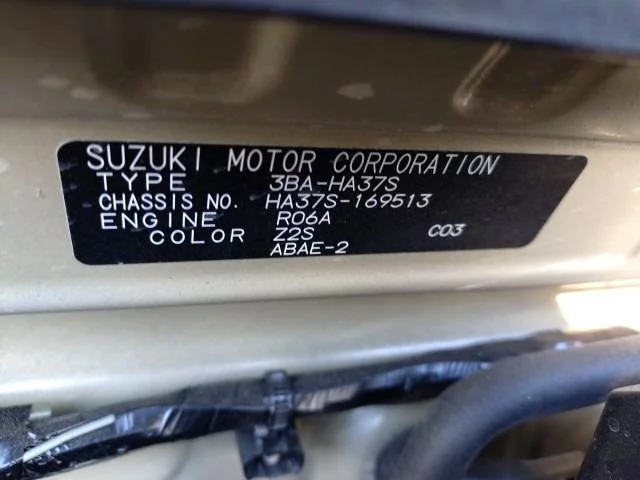 SUZUKI MOTOR CORPORATION
TYPE 3BA-HA37S
CHASSIS NO. HA37S-169513
ENGINE R06A
COLOR Z2S C03
ABAE-2